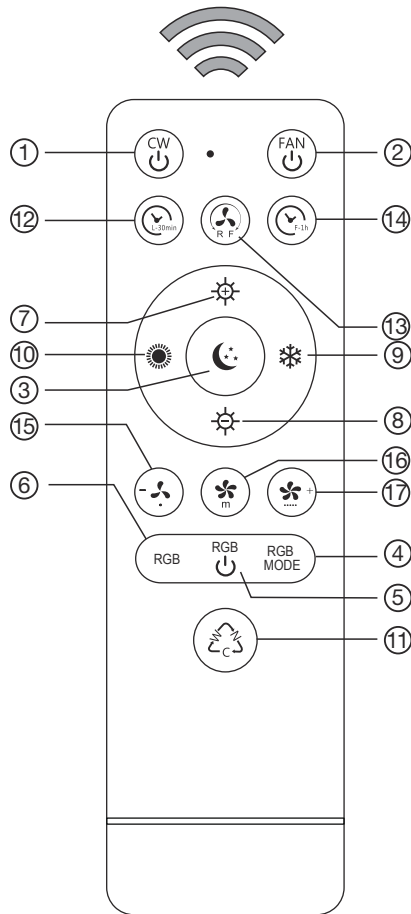 ① CW FAN ②
⑫ L-30min R F F-1h ⑭
⑦ ⑬
⑩ ⑨
③
⑧
⑮ ⑯
- m + ⑰
⑥ RGB RGB RGB MODE ④
⑤
C ⑪